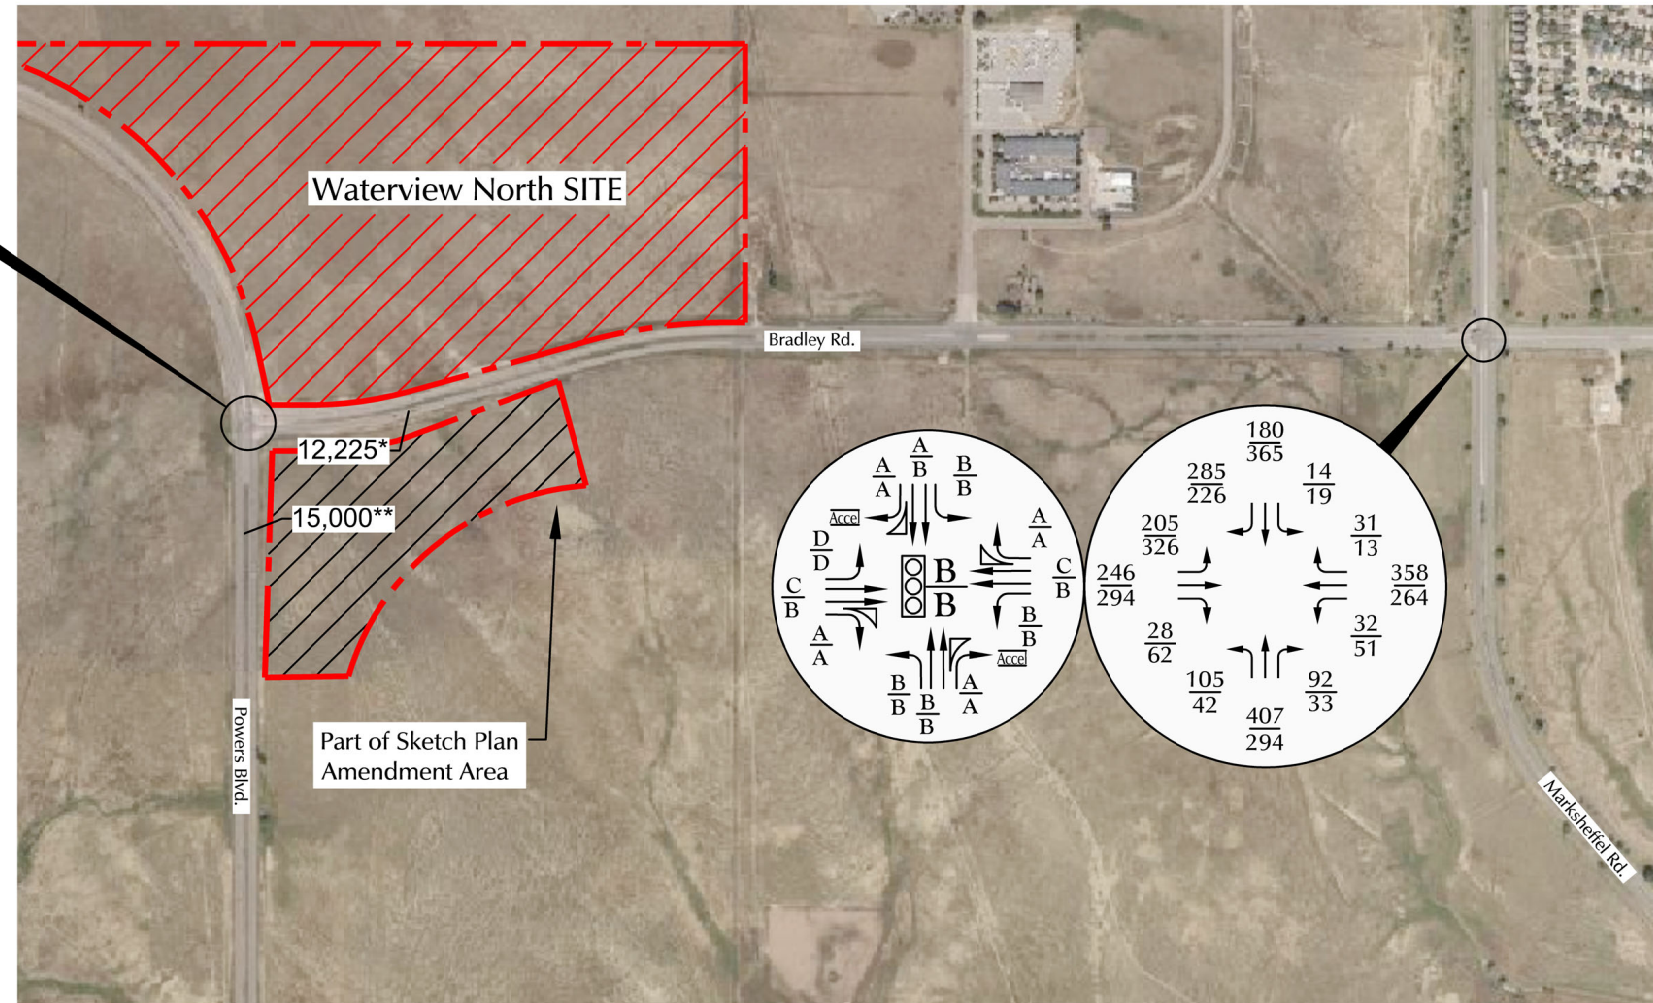 Waterview North SITE
Bradley Rd.
12,225*
15,000**
Part of Sketch Plan
Amendment Area
Powers Blvd.
Marksheffel Rd.
A
A
A
B
B
B
Accel
D
D
C
B
A
A
B
B
A
A
C
B
B
B
B
B
B
B
A
A
Accel
180
365
285
226
14
19
205
326
31
13
246
294
358
264
28
62
32
51
105
42
92
33
407
294